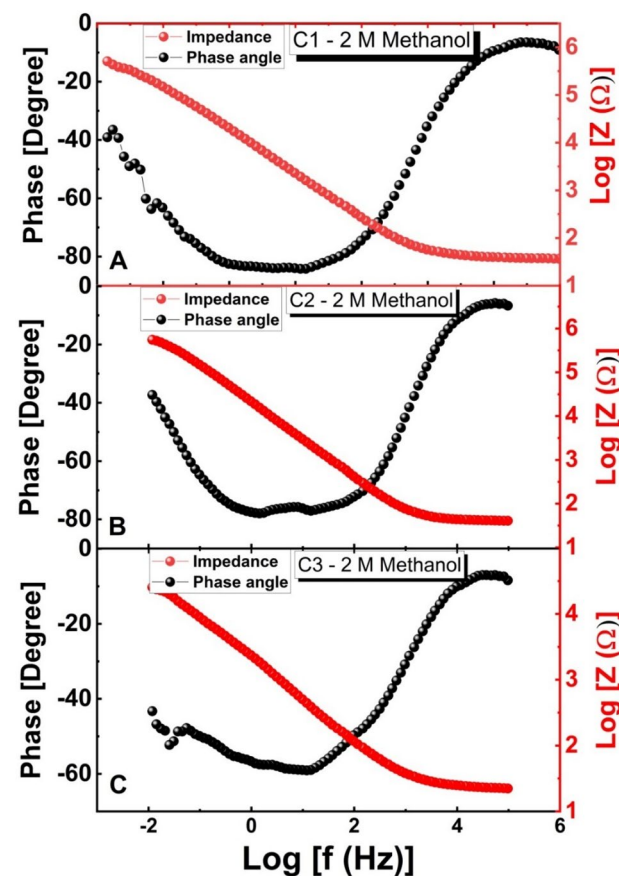 0
-20
-40
-60
-80
Phase [Degree]
Impedance
Phase angle
C1 - 2 M Methanol
A
6
5
4
3
2
1
Log [Z (Ω)]
0
-20
-40
-60
-80
Phase [Degree]
Impedance
Phase angle
C2 - 2 M Methanol
B
6
5
4
3
2
1
Log [Z (Ω)]
0
-20
-40
-60
Phase [Degree]
Impedance
Phase angle
C3 - 2 M Methanol
C
5
4
3
2
1
Log [Z (Ω)]
-2 0 2 4 6
Log [f (Hz)]